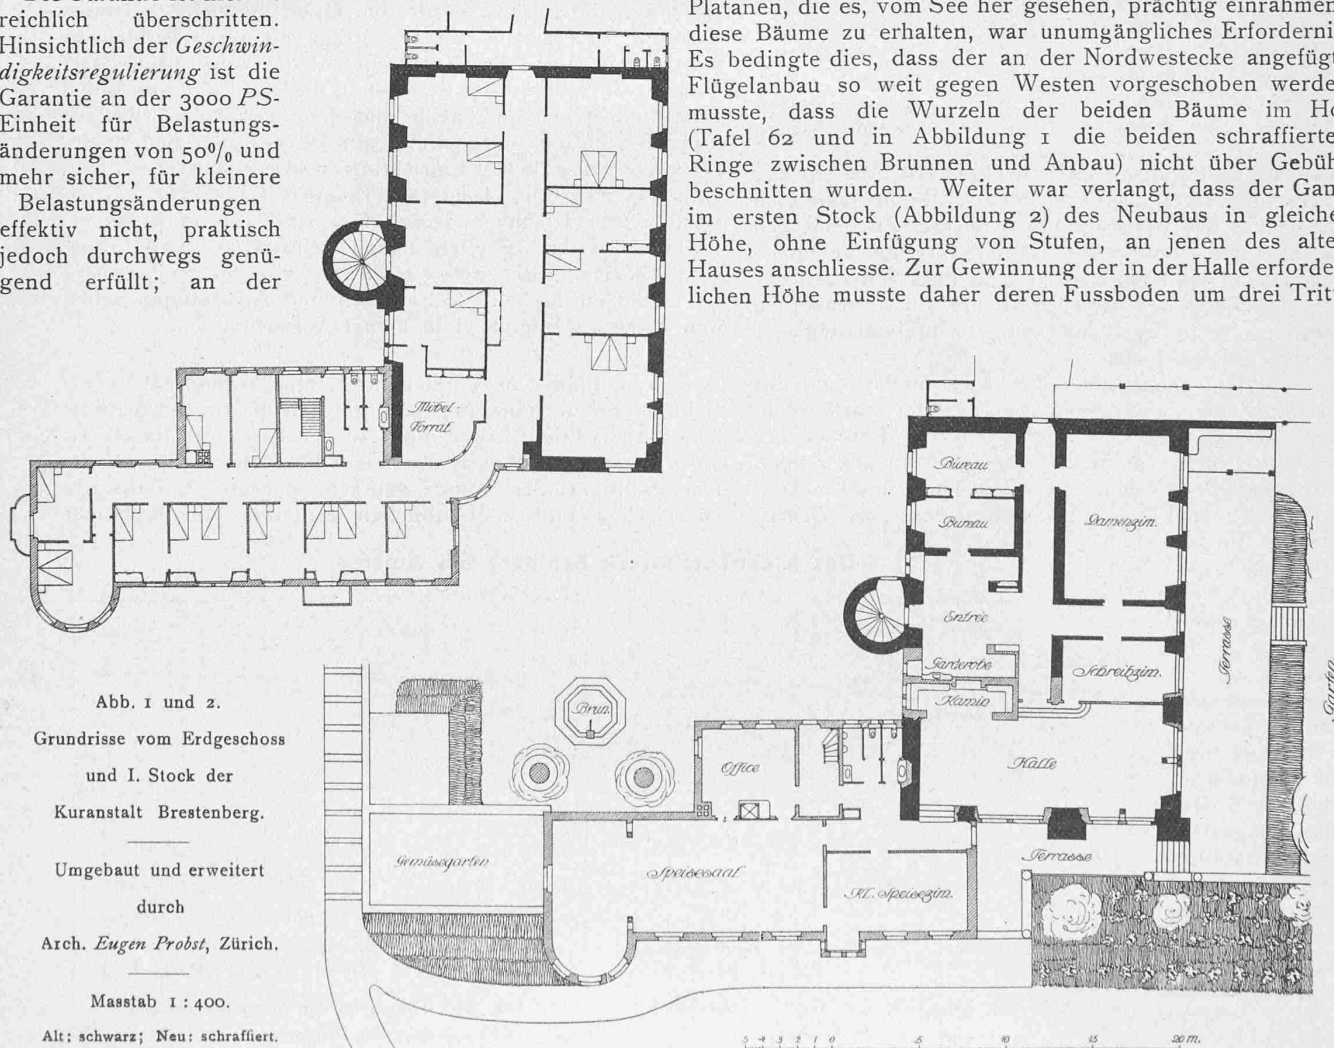 reichlich überschritten.
Hinsichtlich der Geschwin-
digkeitsregulierung ist die
Garantie an der 3000 PS-
Einheit für Belastungs-
änderungen von 50% und
mehr sicher, für kleinere
Belastungsänderungen
effektiv nicht, praktisch
jedoch durchwegs genü-
gend erfüllt; an der
Platanen, die es, vom See her gesehen, prächtig einrahmen
diese Bäume zu erhalten, war unumgängliches Erforderni
Es bedingte dies, dass der an der Nordwestecke angefügt
Flügelanbau so weit gegen Westen vorgeschoben werde
musste, dass die Wurzeln der beiden Bäume im Ho
(Tafel 62 und in Abbildung 1 die beiden schraffierte
Ringe zwischen Brunnen und Anbau) nicht über Gebüh
beschnitten wurden. Weiter war verlangt, dass der Gan
im ersten Stock (Abbildung 2) des Neubaus in gleiche
Höhe, ohne Einfügung von Stufen, an jenen des alte
Hauses anschliesse. Zur Gewinnung der in der Halle erforde
lichen Höhe musste daher deren Fussboden um drei Trit
Möbel
Vorrat
Bureau
Bureau
Damenzim.
Entrée
Garderobe
Schreibzim.
Kamin
Halle
Terrasse
Garten
Brun.
Office
Gemüsegarten
Speisesaal
Kl. Speisezim.
Terrasse
Abb. 1 und 2.
Grundrisse vom Erdgeschoss
und I. Stock der
Kuranstalt Brestenberg.
Umgebaut und erweitert
durch
Arch. Eugen Probst, Zürich.
Masstab 1 : 400.
Alt: schwarz; Neu: schraffiert.
5 4 3 2 1 0 5 10 15 20 m.